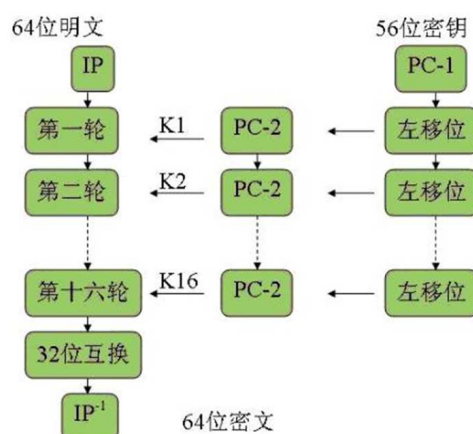 64位明文 56位密钥
IP PC-1
第一轮 K1 PC-2 左移位
第二轮 K2 PC-2 左移位
第十六轮 K16 PC-2 左移位
32位互换
IP⁻¹
64位密文